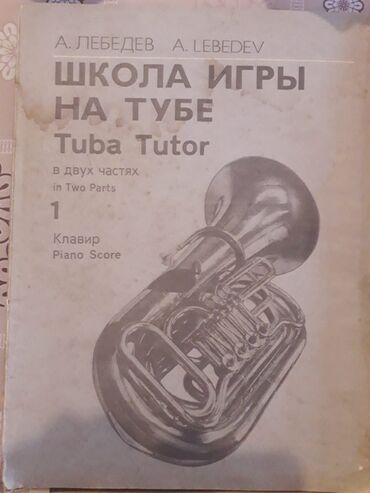 А. ЛЕБЕДЕВ A. LEBEDEV
ШКОЛА ИГРЫ
НА ТУБЕ
Tuba Tutor
в двух частях
in Two Parts
1
Клавир
Piano Score